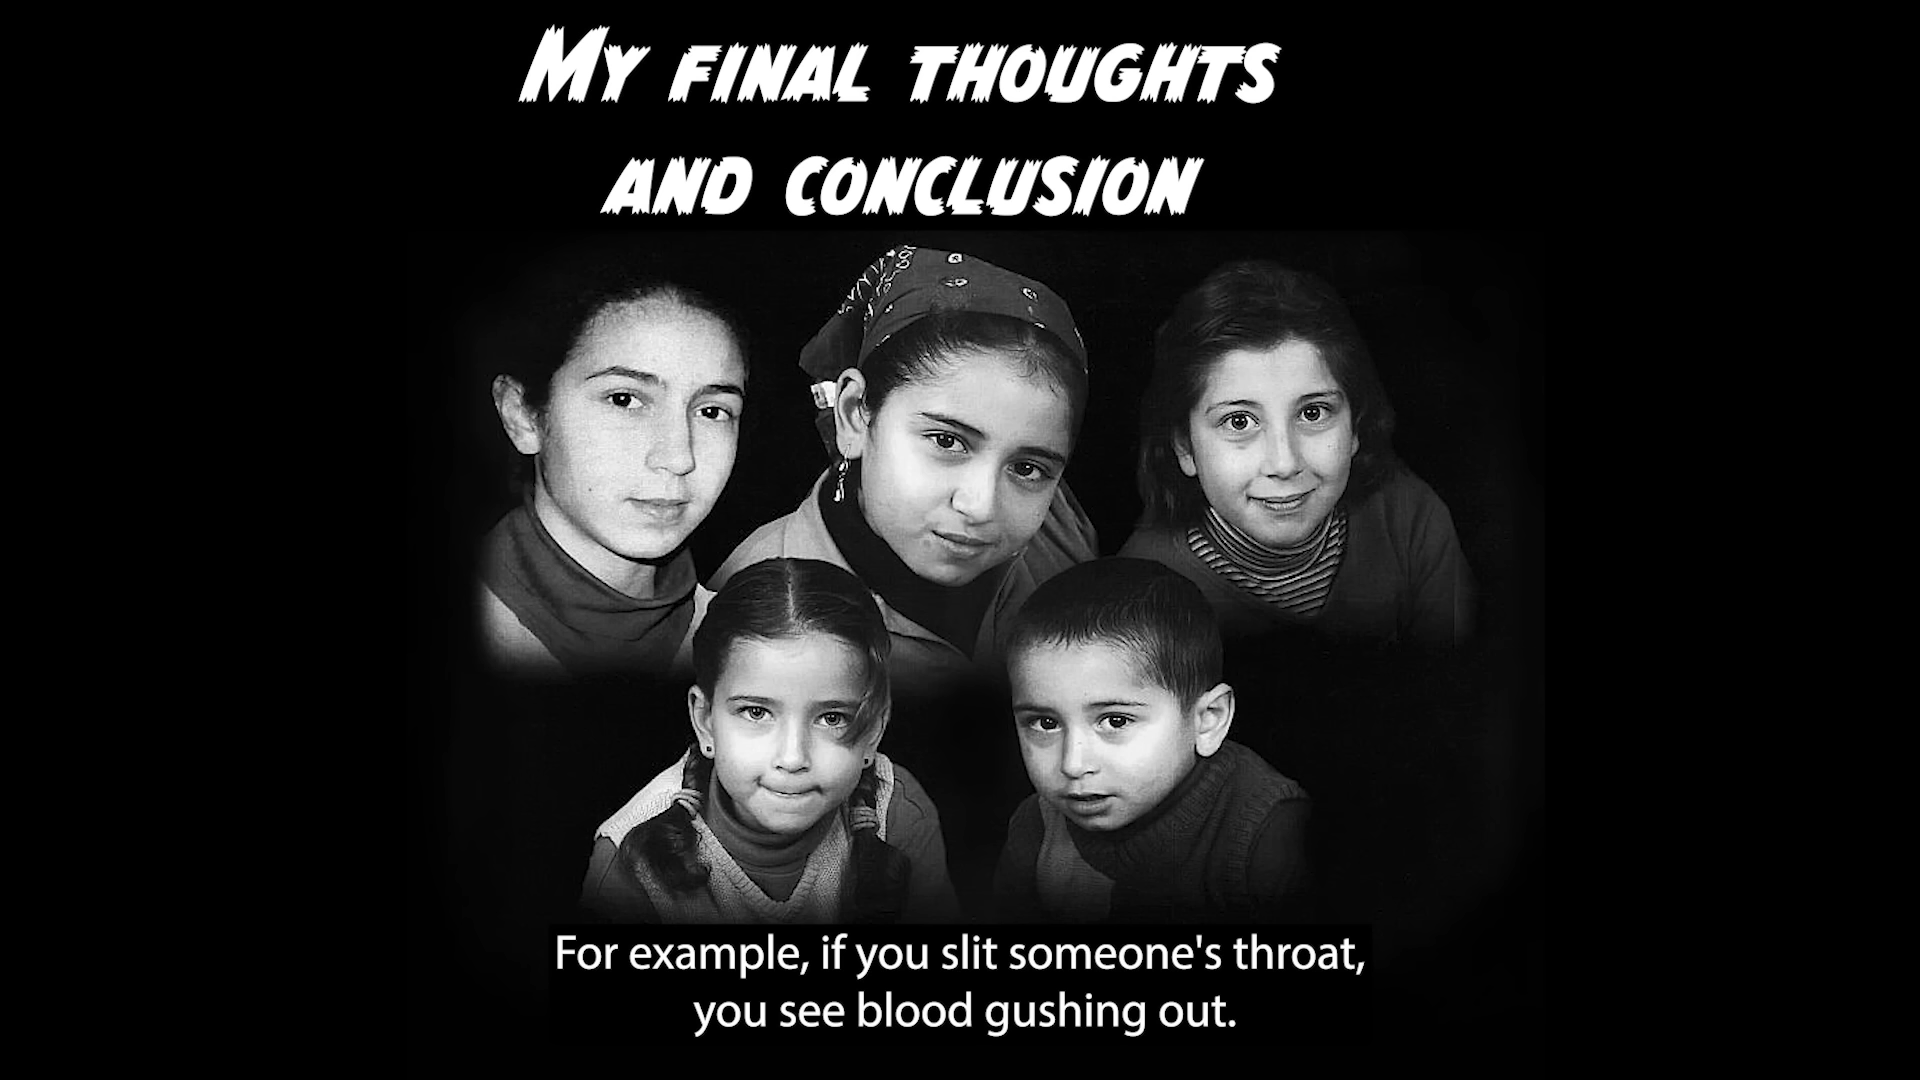 My final thoughts
and conclusion
For example, if you slit someone's throat,
you see blood gushing out.